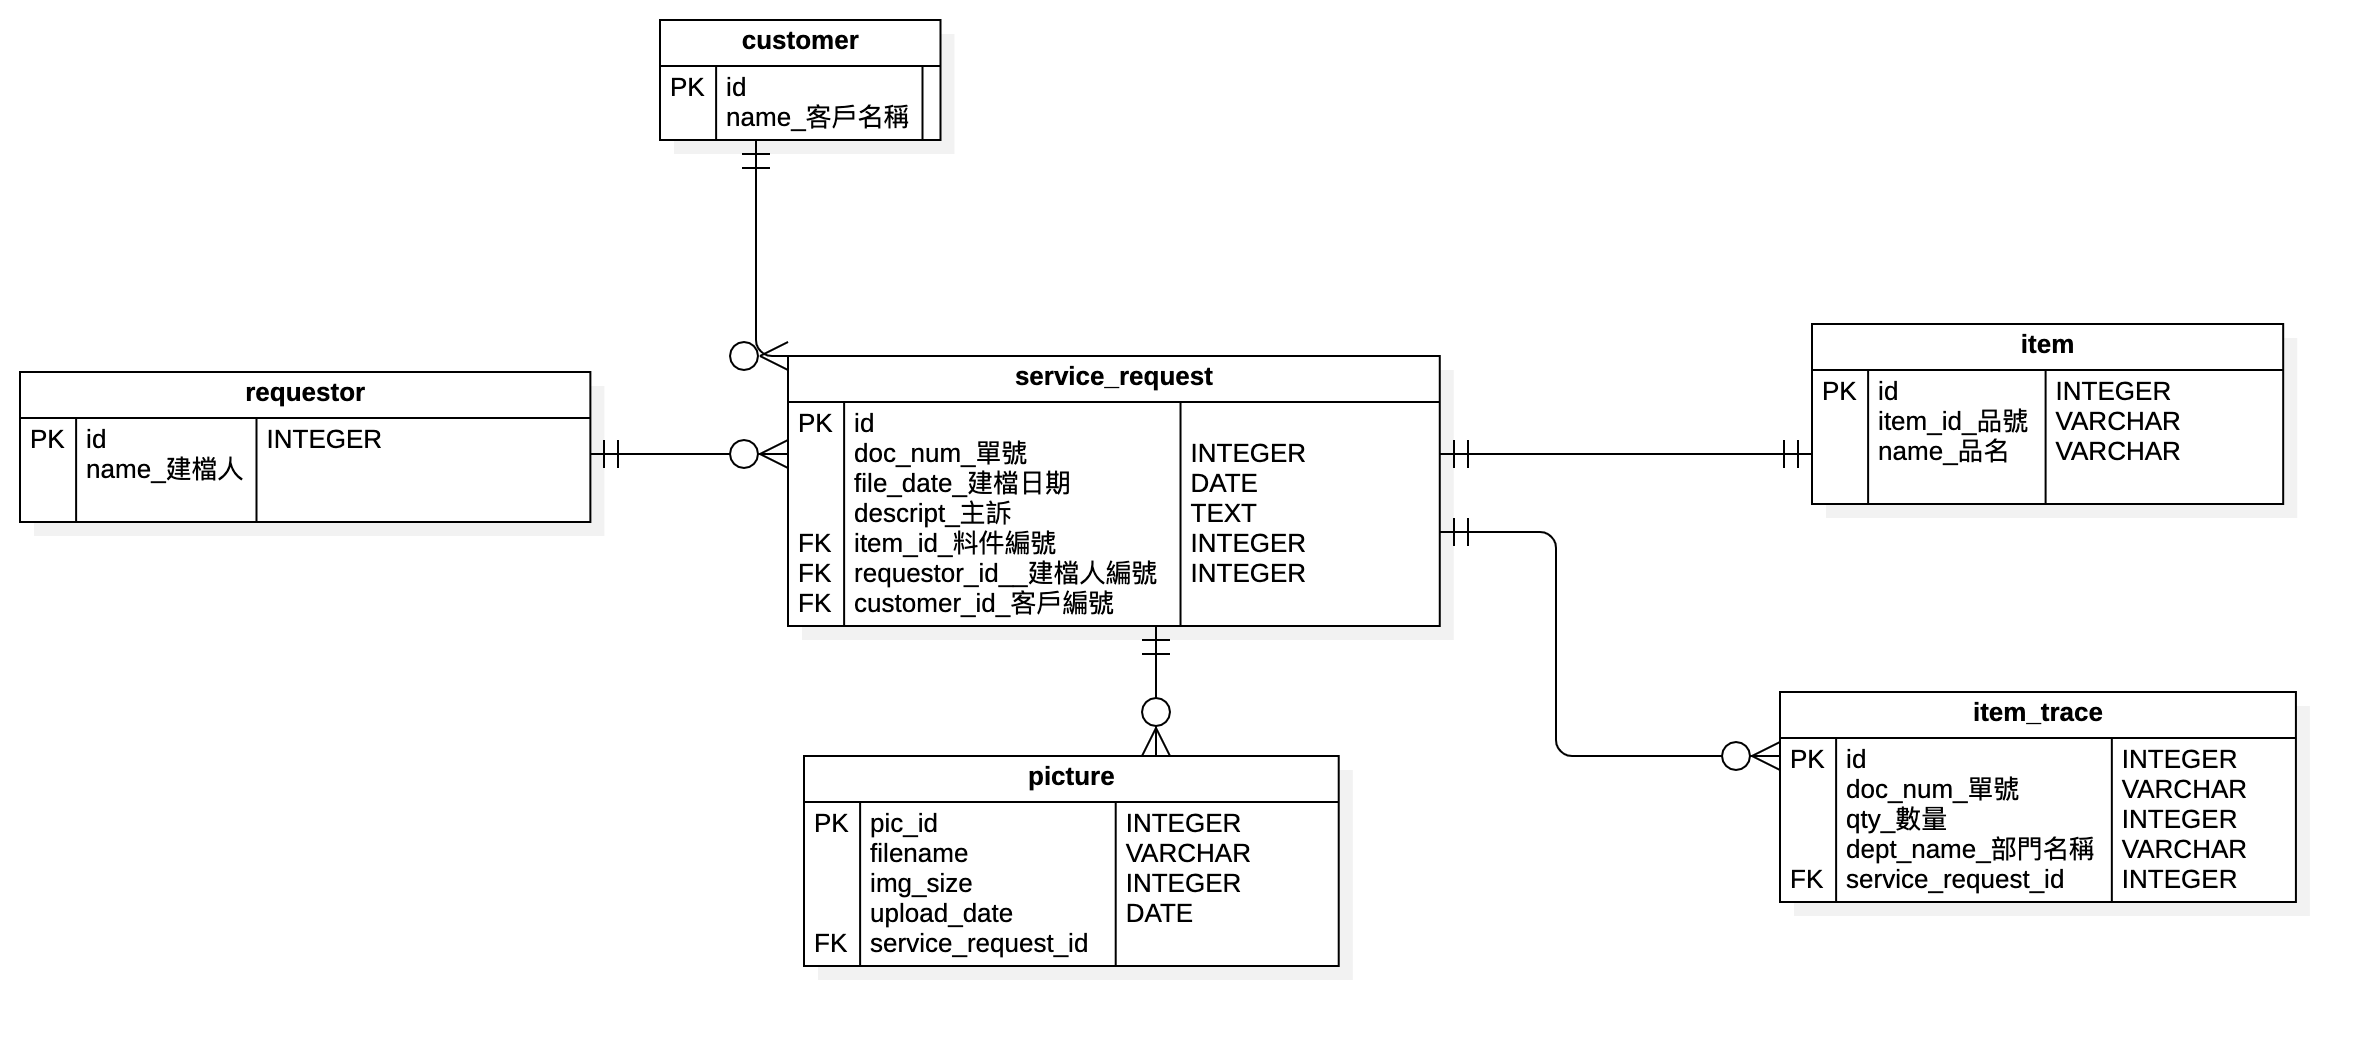 customer
PK id
name_客戶名稱
requestor
PK id INTEGER
name_建檔人
service_request
PK id
doc_num_單號 INTEGER
file_date_建檔日期 DATE
descript_主訴 TEXT
FK item_id_料件編號 INTEGER
FK requestor_id__建檔人編號 INTEGER
FK customer_id_客戶編號
item
PK id INTEGER
item_id_品號 VARCHAR
name_品名 VARCHAR
picture
PK pic_id INTEGER
filename VARCHAR
img_size INTEGER
upload_date DATE
FK service_request_id
item_trace
PK id INTEGER
doc_num_單號 VARCHAR
qty_數量 INTEGER
dept_name_部門名稱 VARCHAR
FK service_request_id INTEGER